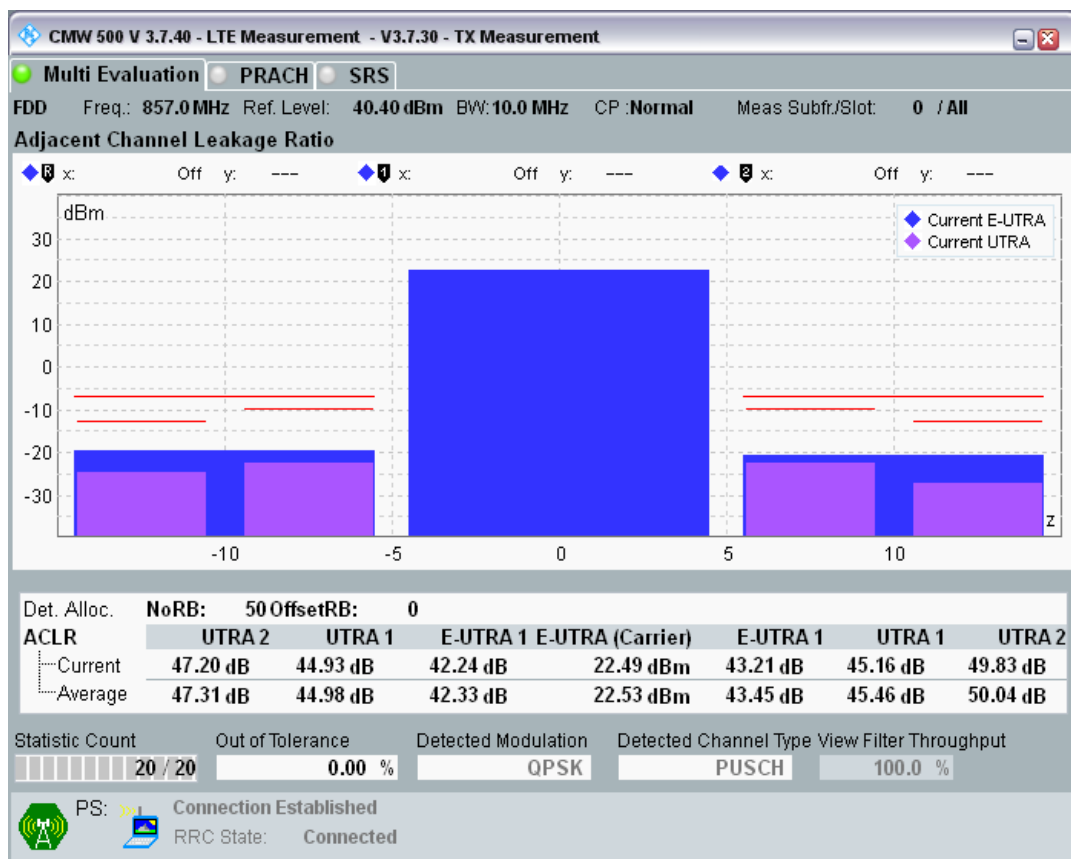 CMW 500 V 3.7.40 - LTE Measurement - V3.7.30 - TX Measurement
Multi Evaluation PRACH SRS
FDD Freq.: 857.0 MHz Ref. Level: 40.40 dBm BW: 10.0 MHz CP :Normal Meas Subfr./Slot: 0 / All
Adjacent Channel Leakage Ratio
R x: Off y: --- 1 x: Off y: --- 2 x: Off y: ---
dBm
Current E-UTRA
Current UTRA
30
20
10
0
-10
-20
-30
z
-10 -5 0 5 10
Det. Alloc. NoRB: 50 OffsetRB: 0
ACLR UTRA 2 UTRA 1 E-UTRA 1 E-UTRA (Carrier) E-UTRA 1 UTRA 1 UTRA 2
Current 47.20 dB 44.93 dB 42.24 dB 22.49 dBm 43.21 dB 45.16 dB 49.83 dB
Average 47.31 dB 44.98 dB 42.33 dB 22.53 dBm 43.45 dB 45.46 dB 50.04 dB
Statistic Count Out of Tolerance Detected Modulation Detected Channel Type View Filter Throughput
20 / 20 0.00 % QPSK PUSCH 100.0 %
PS: Connection Established
RRC State: Connected